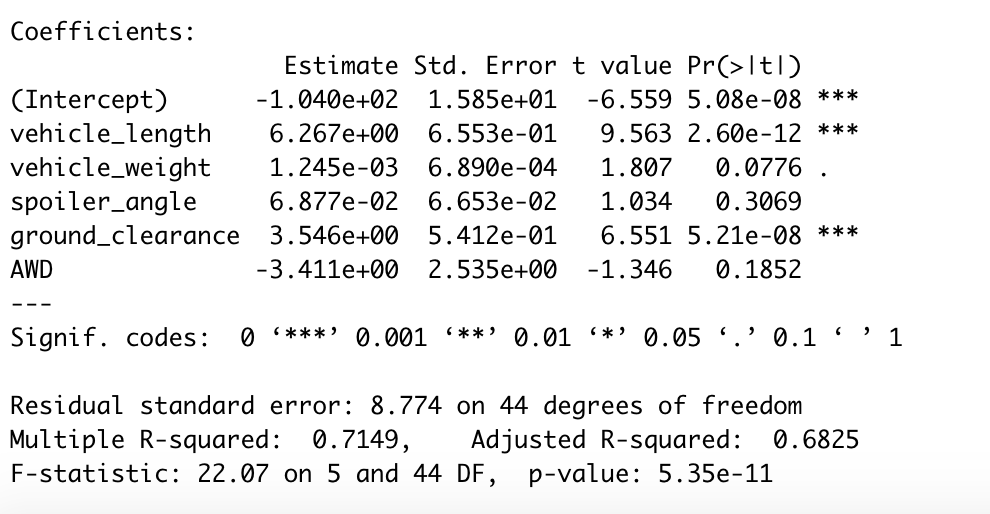 Coefficients:
                    Estimate Std. Error t value Pr(>|t|)
(Intercept)       -1.040e+02  1.585e+01  -6.559 5.08e-08 ***
vehicle_length     6.267e+00  6.553e-01   9.563 2.60e-12 ***
vehicle_weight     1.245e-03  6.890e-04   1.807   0.0776 .
spoiler_angle      6.877e-02  6.653e-02   1.034   0.3069
ground_clearance   3.546e+00  5.412e-01   6.551 5.21e-08 ***
AWD               -3.411e+00  2.535e+00  -1.346   0.1852
---
Signif. codes:  0 ‘***’ 0.001 ‘**’ 0.01 ‘*’ 0.05 ‘.’ 0.1 ‘ ’ 1
Residual standard error: 8.774 on 44 degrees of freedom
Multiple R-squared:  0.7149,    Adjusted R-squared:  0.6825
F-statistic: 22.07 on 5 and 44 DF,  p-value: 5.35e-11